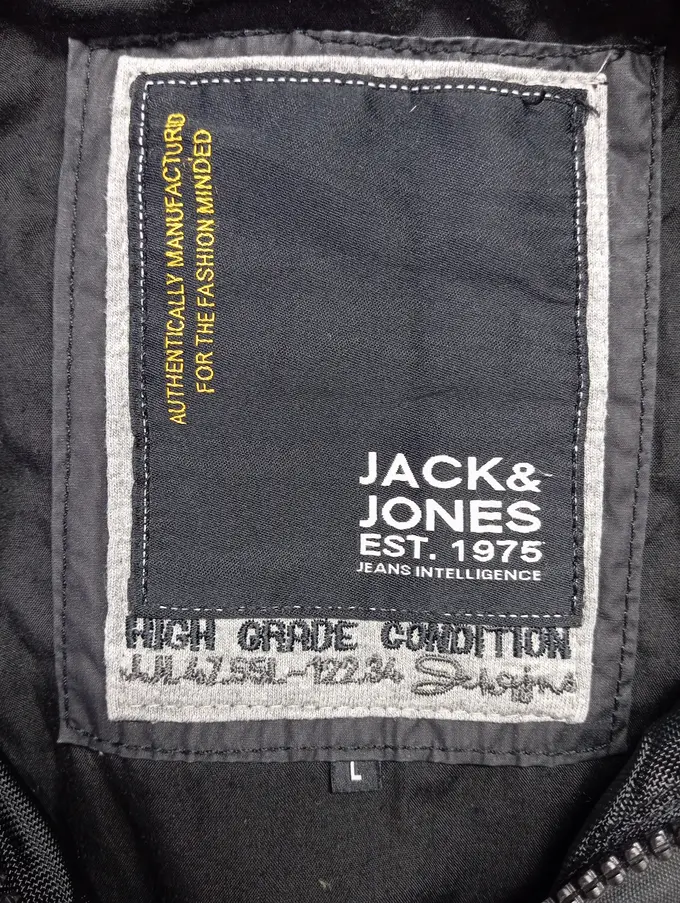 AUTHENTICALLY MANUFACTURD
FOR THE FASHION MINDED
JACK&
JONES
EST. 1975
JEANS INTELLIGENCE
HIGH GRADE CONDITION
JJL47.55L-122.34
L